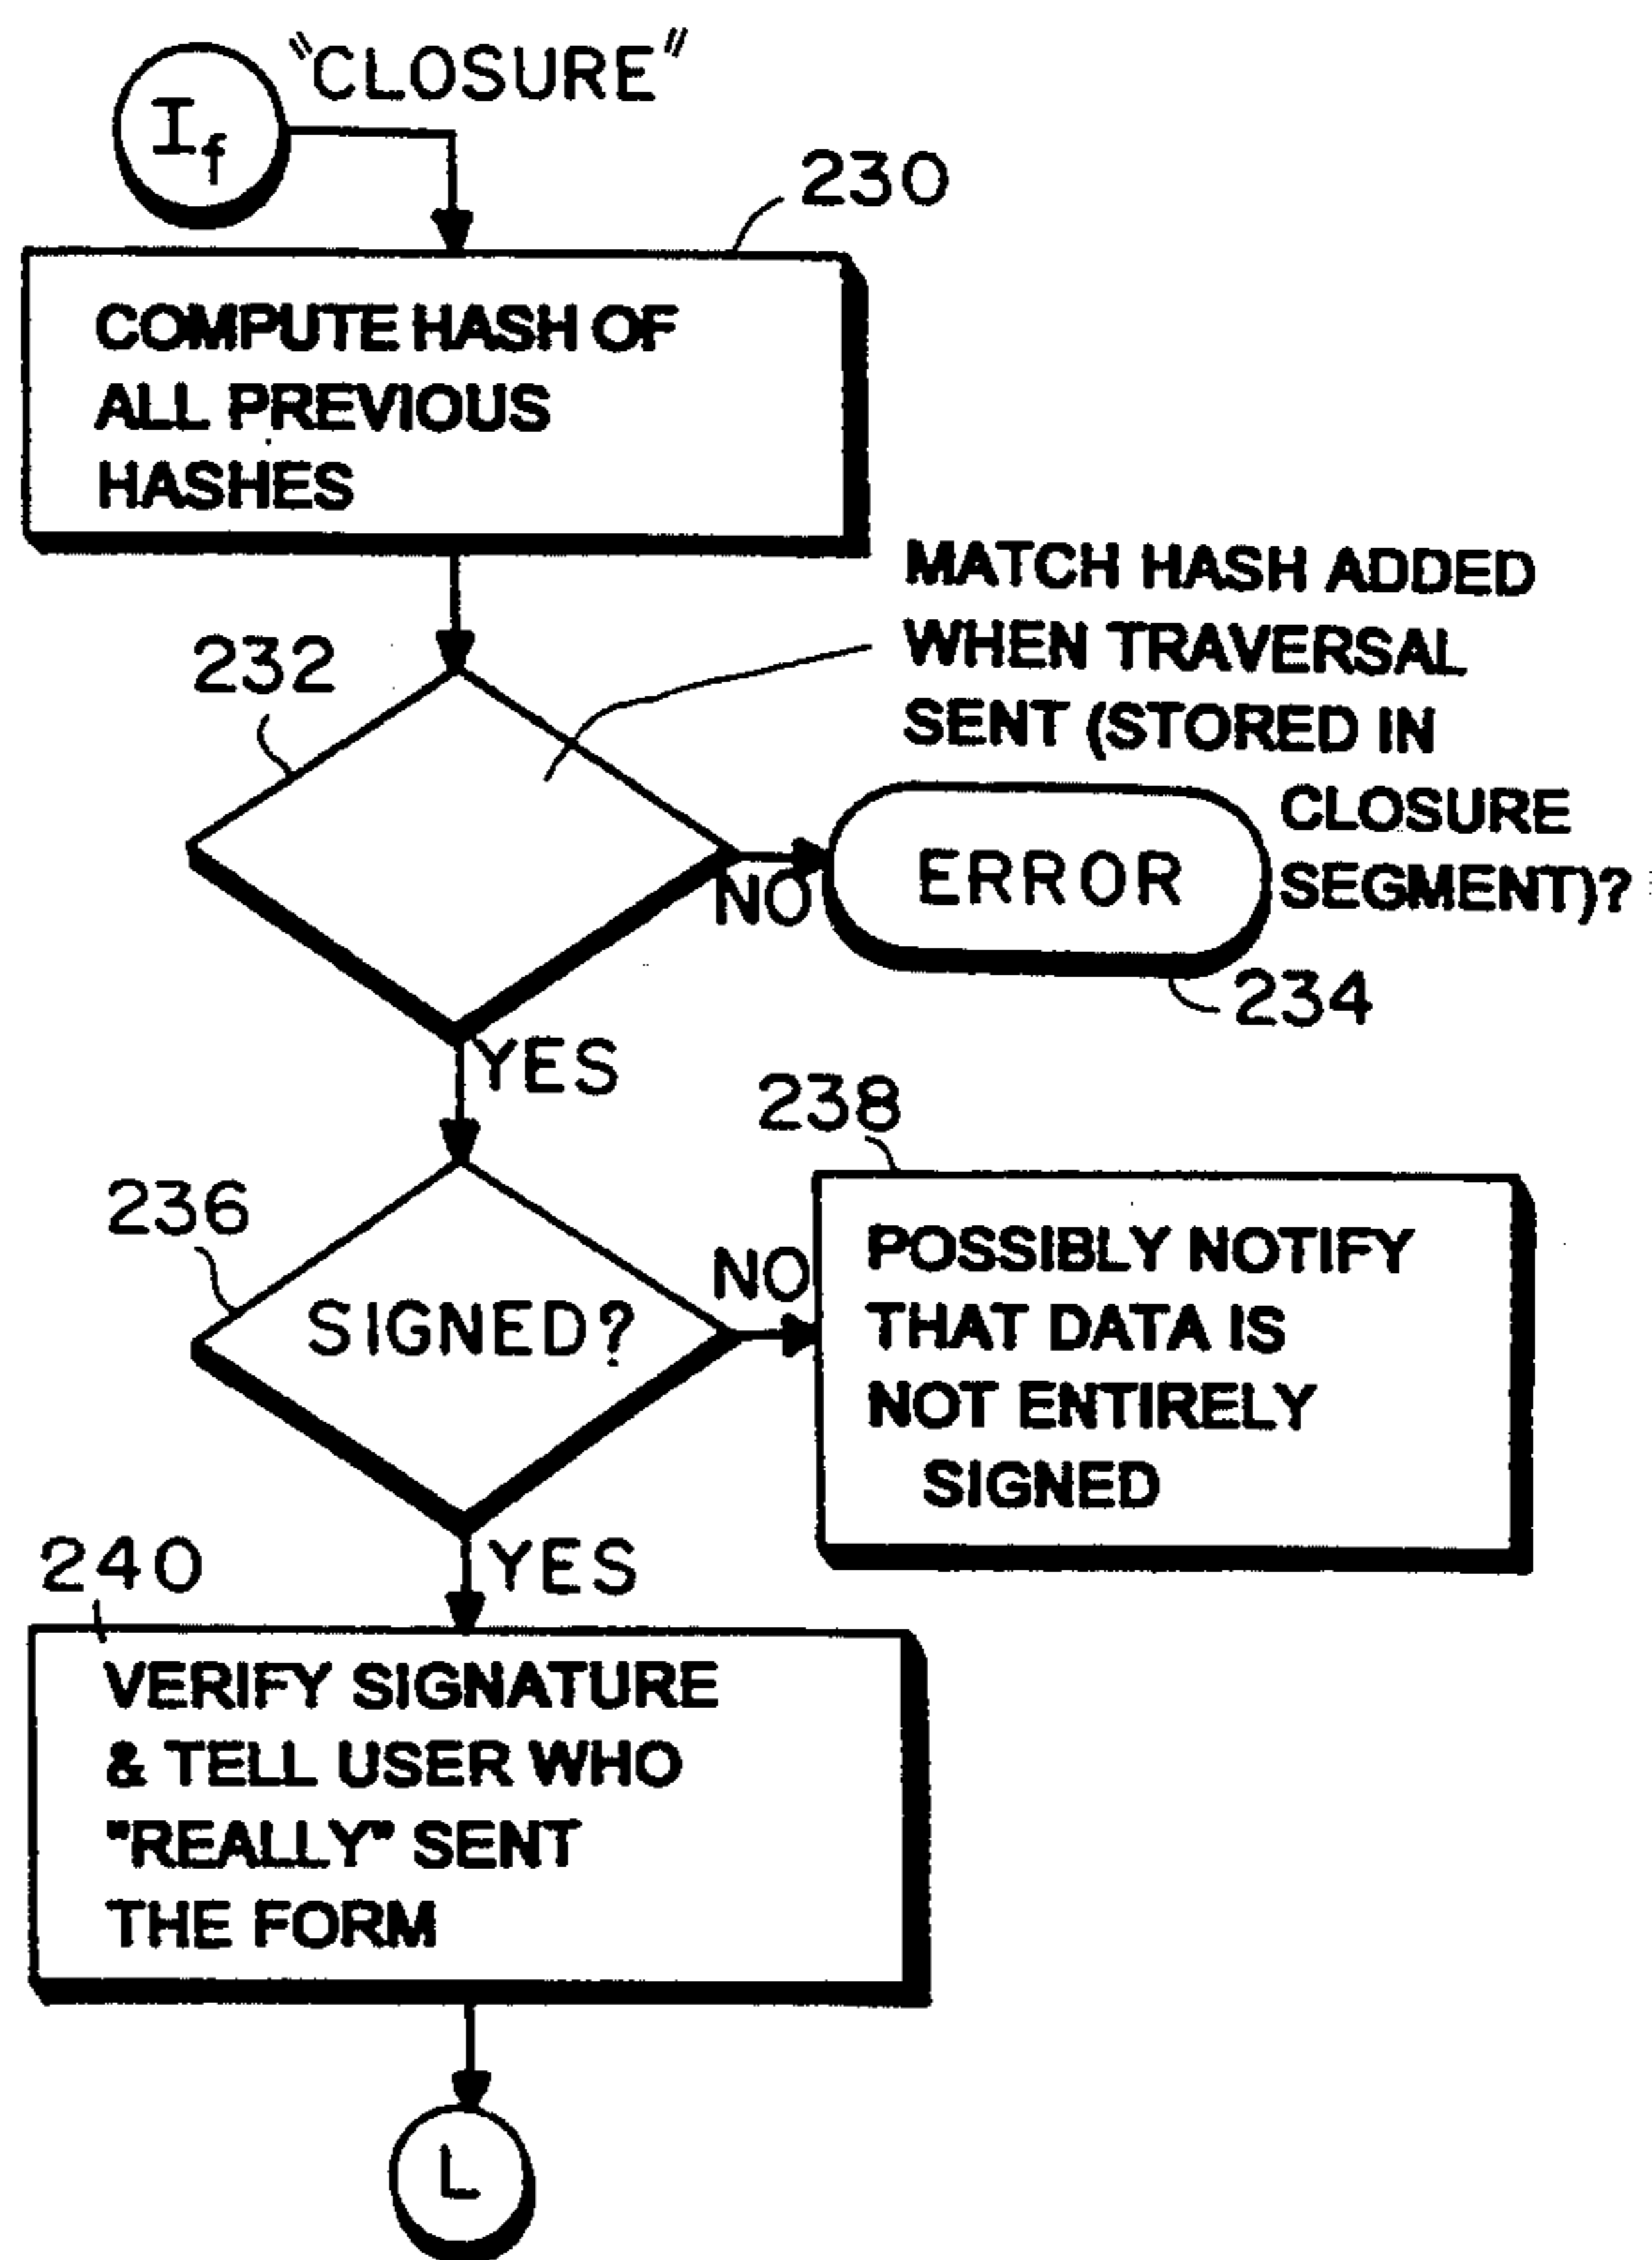 If "CLOSURE"
230
COMPUTE HASH OF
ALL PREVIOUS
HASHES
232
MATCH HASH ADDED
WHEN TRAVERSAL
SENT (STORED IN
CLOSURE
SEGMENT)?
NO
ERROR
234
YES
236
SIGNED?
NO
238
POSSIBLY NOTIFY
THAT DATA IS
NOT ENTIRELY
SIGNED
YES
240
VERIFY SIGNATURE
& TELL USER WHO
"REALLY" SENT
THE FORM
L